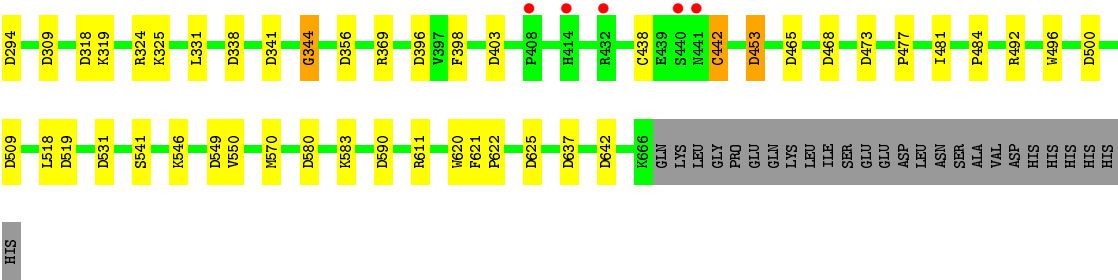 D294 D309 D318 K319 R324 K325 L331 D338 D341 G344 D356 R369 D396 V397 F398 D403 P408 H414 R432 C438 E439 S440 N441 C442 D453 D465 D468 D473 P477 I481 P484 R492 W496 D500
D509 L518 D519 D531 S541 K546 D549 V550 M570 D580 K583 D590 R611 W620 F621 P622 D625 D637 D642 K666 GLN LYS LEU GLY PRO GLU GLN LYS LEU ILE SER GLU GLU ASP LEU ASN SER ALA VAL ASP HIS HIS HIS HIS HIS
HIS